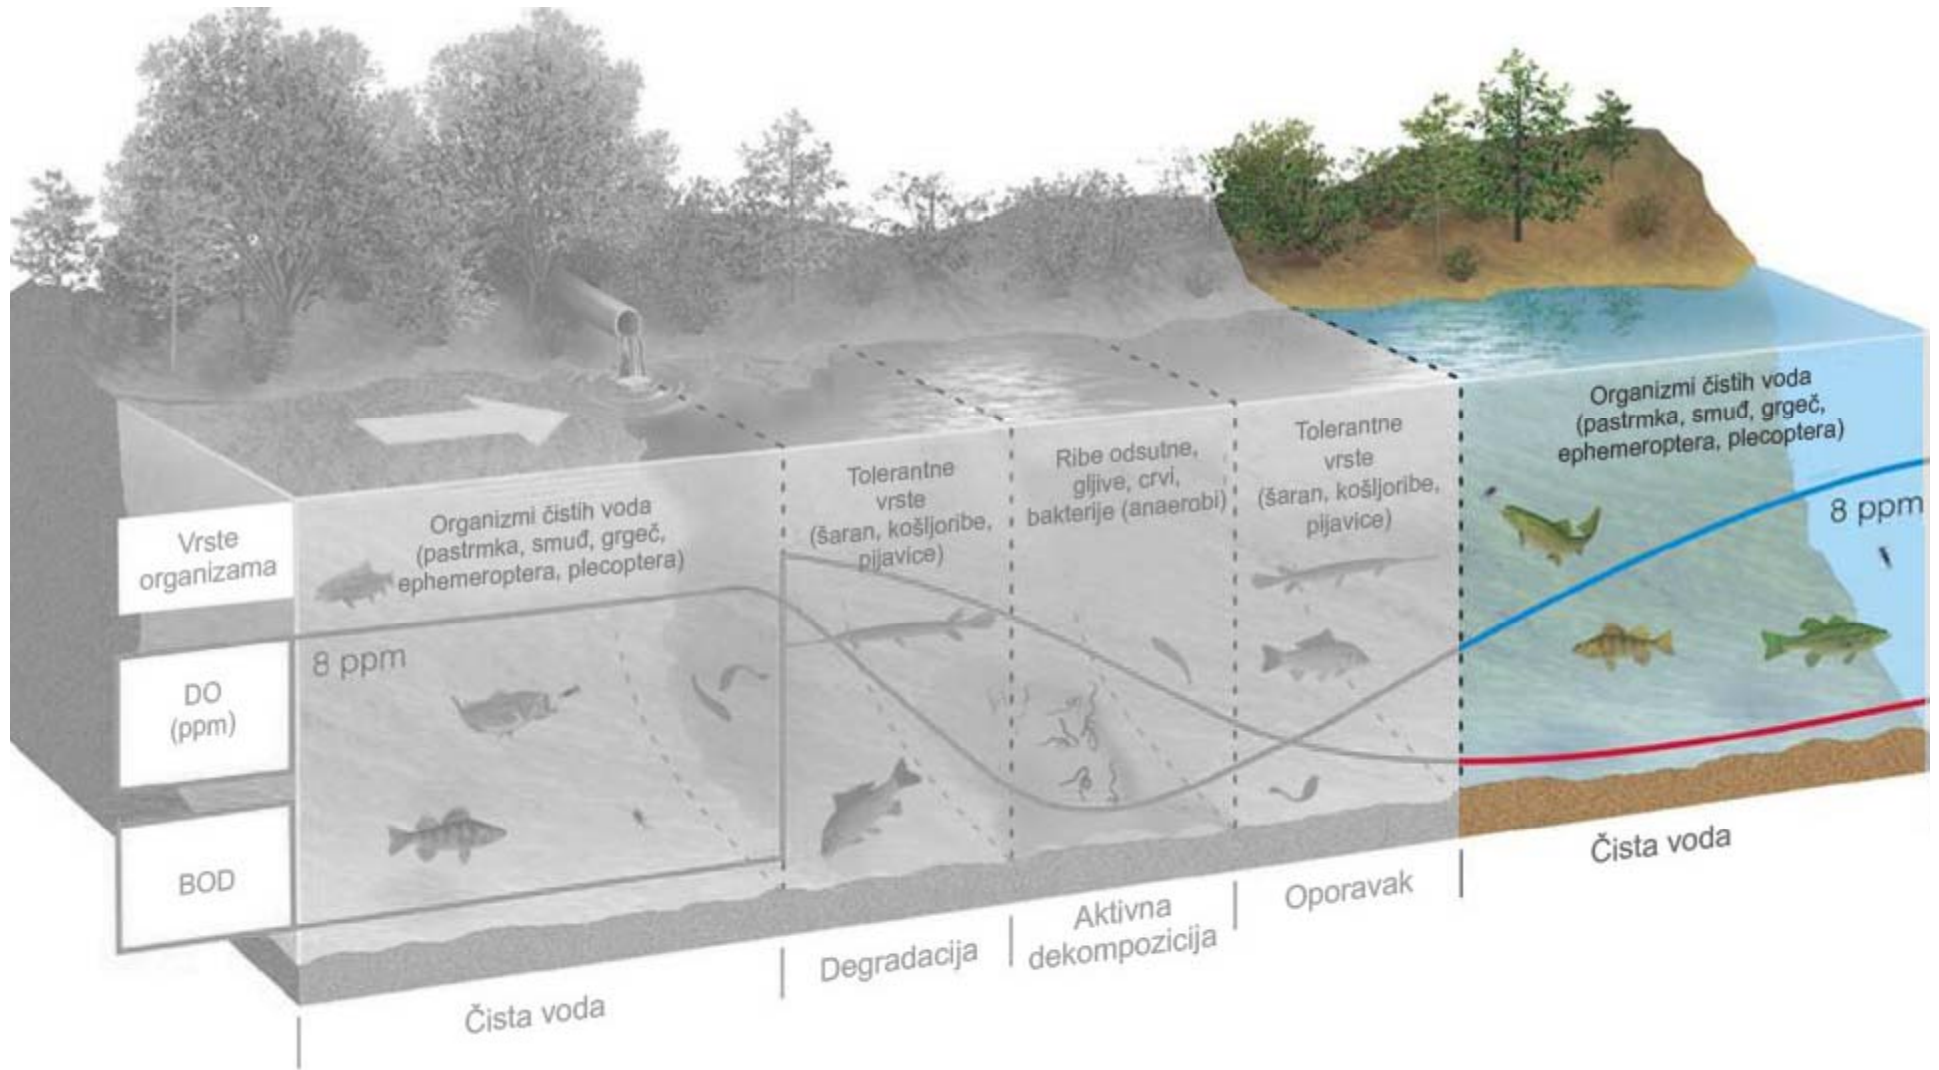 Vrste
organizama
DO
(ppm)
BOD
8 ppm
Organizmi čistih voda
(pastrmka, smuđ, grgeč,
ephemeroptera, plecoptera)
Tolerantne
vrste
(šaran, košljoribe,
pijavice)
Ribe odsutne,
gljive, crvi,
bakterije (anaerobi)
Tolerantne
vrste
(šaran, košljoribe,
pijavice)
Organizmi čistih voda
(pastrmka, smuđ, grgeč,
ephemeroptera, plecoptera)
8 ppm
Čista voda
Degradacija
Aktivna
dekompozicija
Oporavak
Čista voda